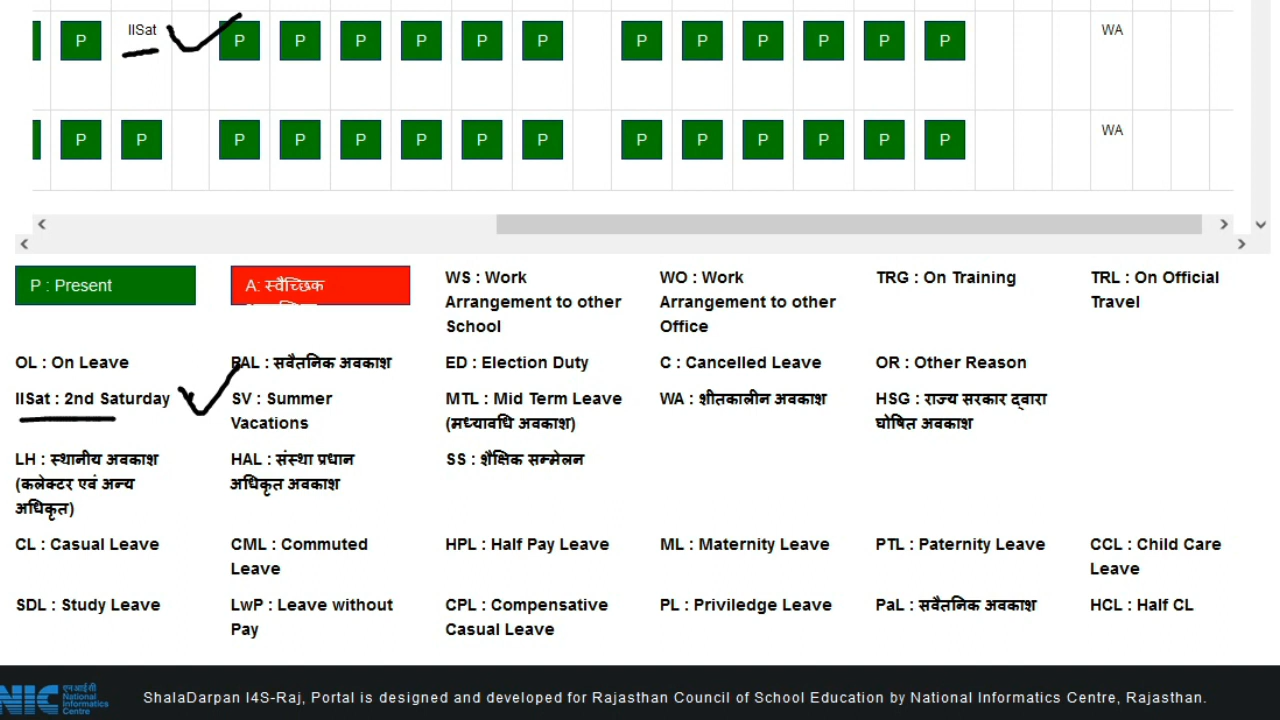 IISat
P P P P P P P P P P P P P WA
P P P P P P P P P P P P P P WA
P : Present
A: स्वैच्छिक
WS : Work
Arrangement to other
School
WO : Work
Arrangement to other
Office
TRG : On Training
TRL : On Official
Travel
OL : On Leave
PAL : सवैतनिक अवकाश
ED : Election Duty
C : Cancelled Leave
OR : Other Reason
IISat : 2nd Saturday
SV : Summer
Vacations
MTL : Mid Term Leave
(मध्यावधि अवकाश)
WA : शीतकालीन अवकाश
HSG : राज्य सरकार द्वारा
घोषित अवकाश
LH : स्थानीय अवकाश
(कलेक्टर एवं अन्य
अधिकृत)
HAL : संस्था प्रधान
अधिकृत अवकाश
SS : शैक्षिक सम्मेलन
CL : Casual Leave
CML : Commuted
Leave
HPL : Half Pay Leave
ML : Maternity Leave
PTL : Paternity Leave
CCL : Child Care
Leave
SDL : Study Leave
LwP : Leave without
Pay
CPL : Compensative
Casual Leave
PL : Priviledge Leave
PaL : सवैतनिक अवकाश
HCL : Half CL
NIC
एनआईसी
National
Informatics
Centre
ShalaDarpan I4S-Raj, Portal is designed and developed for Rajasthan Council of School Education by National Informatics Centre, Rajasthan.